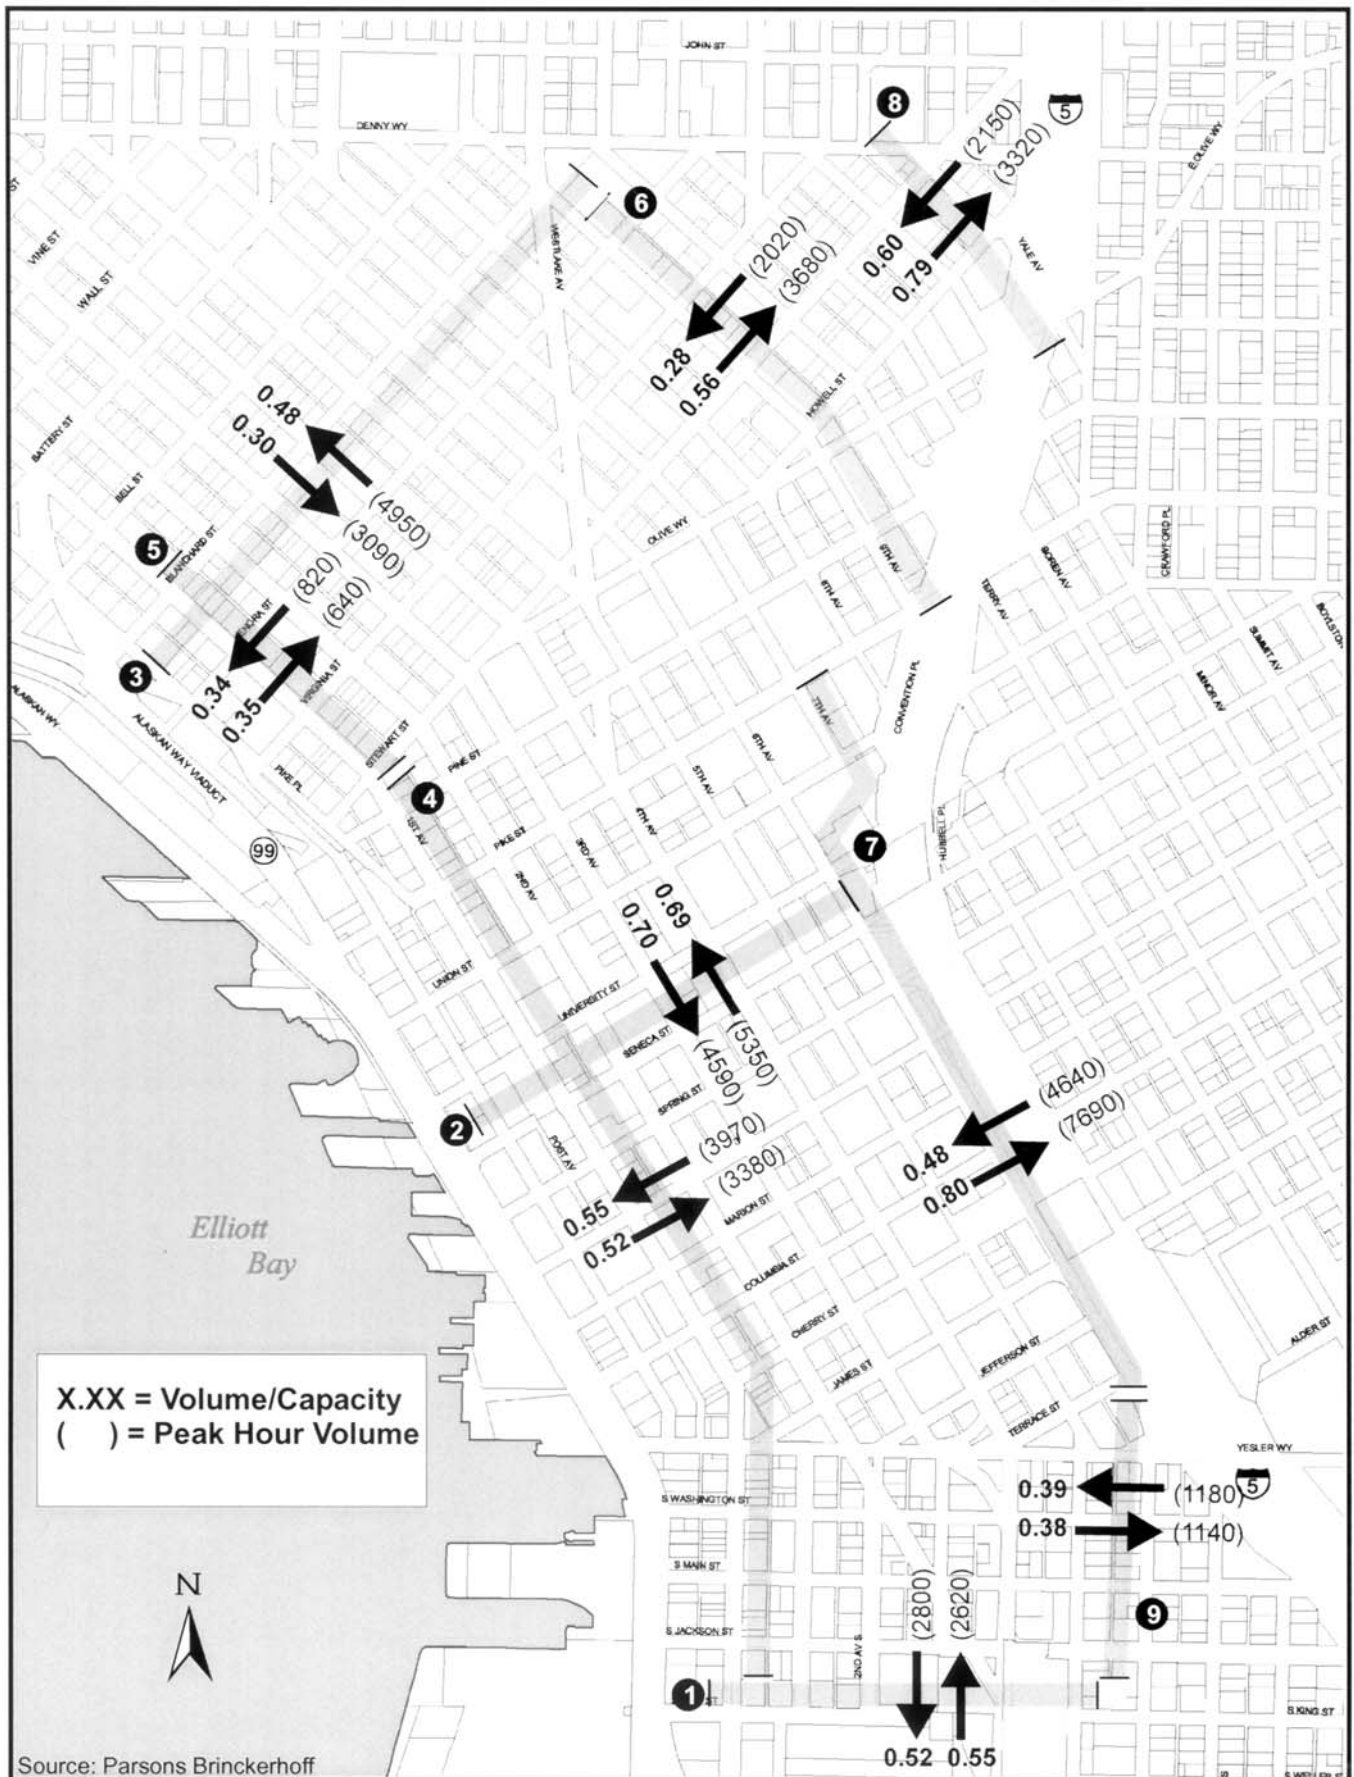 JOHN ST
8
(2150)
(3320)
5
DENNY WY
E OLIVE WY
6
VINE ST
WALL ST
WESTLAKE AV
(2020)
(3680)
0.60
0.79
YALE AV
0.28
0.56
HOWELL ST
0.48
0.30
BATTERY ST
BELL ST
(4950)
(3090)
OLIVE WY
5
BLANCHARD ST
(820)
(640)
CRAWFORD PL
9TH AV
8TH AV
TERRY AV
BOREN AV
3
VIRGINIA ST
0.34
0.35
SUMMIT AV
MINOR AV
ALASKAN WY
ALASKAN WAY VIADUCT
PIKE PL
STEWART ST
PINE ST
7TH AV
CONVENTION PL
6TH AV
5TH AV
4
1ST AV
4TH AV
PIKE ST
3RD AV
2ND AV
HUBBELL PL
7
99
0.69
0.70
UNION ST
UNIVERSITY ST
SENECA ST
(5350)
(4590)
SPRING ST
2
POST AV
(3970)
(3380)
(4640)
(7690)
0.48
0.80
0.55
0.52
MARION ST
COLUMBIA ST
Elliott
Bay
CHERRY ST
JAMES ST
JEFFERSON ST
TERRACE ST
ALDER ST
X.XX = Volume/Capacity
( ) = Peak Hour Volume
YESLER WY
5
0.39
(1180)
0.38
(1140)
S WASHINGTON ST
S MAIN ST
S JACKSON ST
N
(2800)
(2620)
9
2ND AV S
1
ST
S KING ST
0.52 0.55
Source: Parsons Brinckerhoff